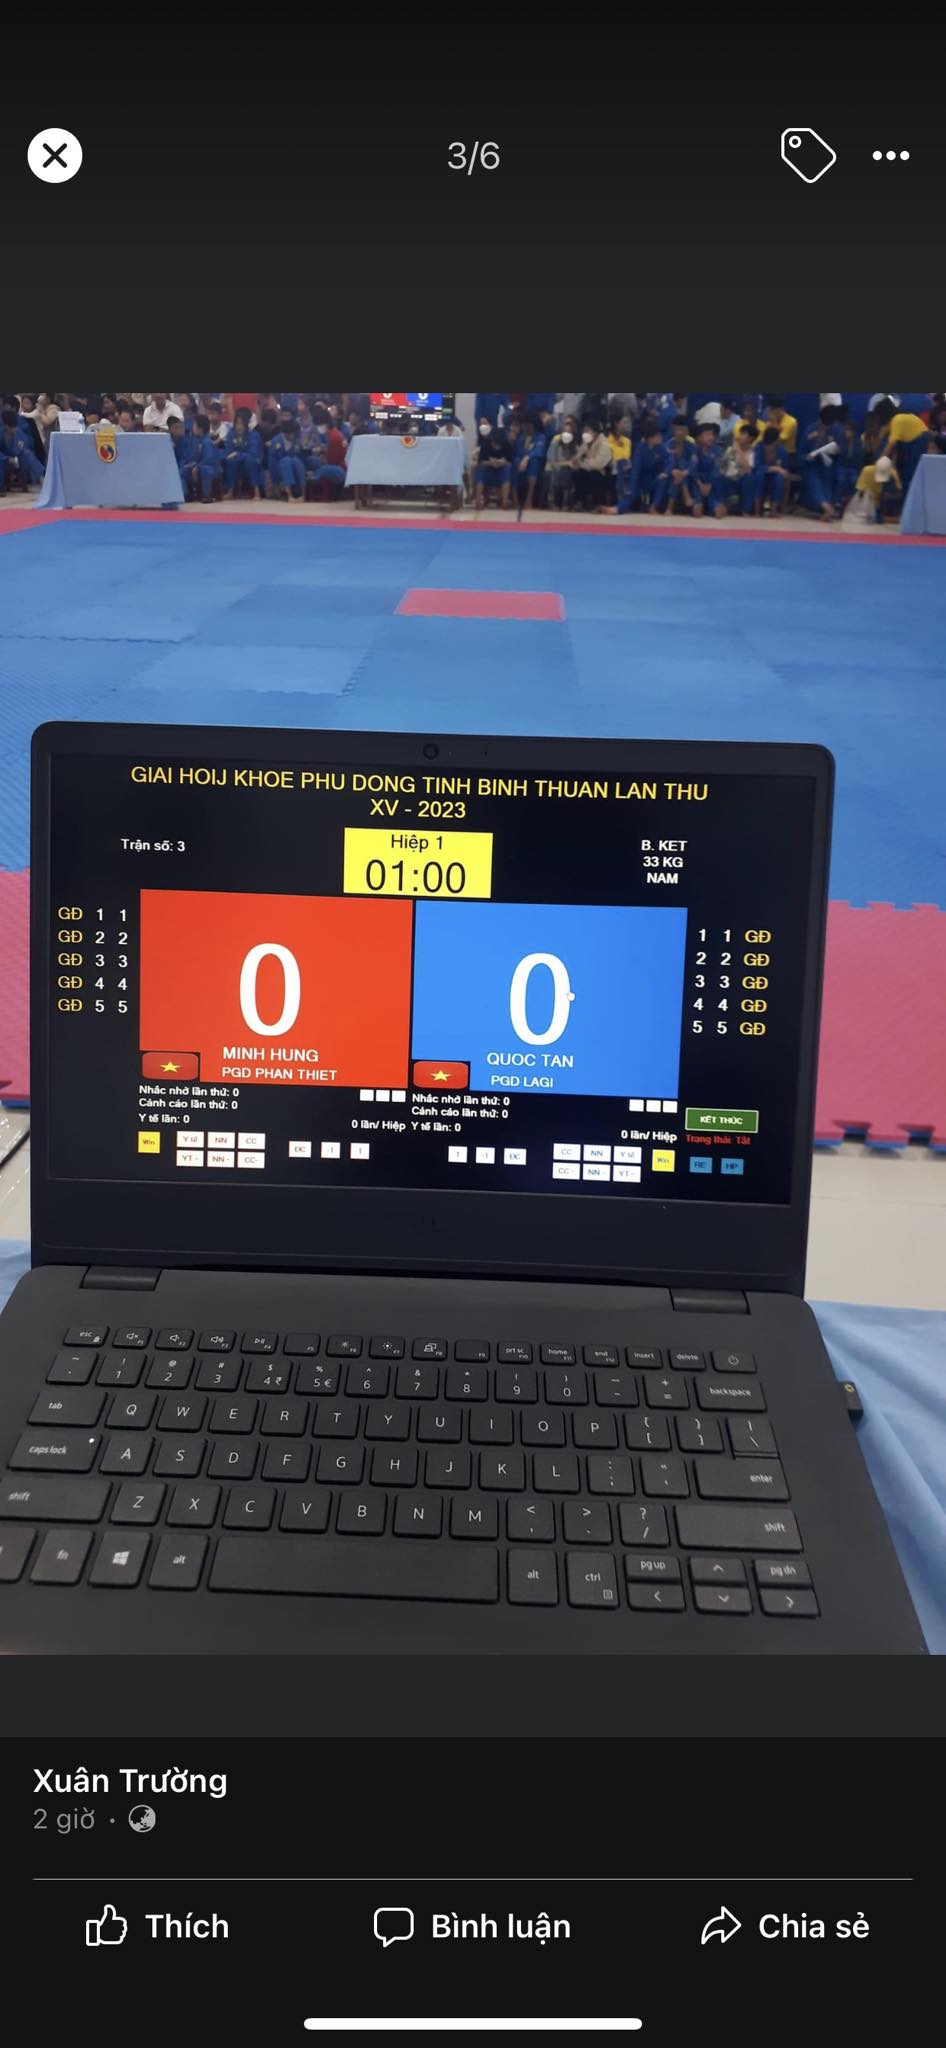 3/6
GIAI HOIJ KHOE PHU DONG TINH BINH THUAN LAN THU
XV - 2023
Trận số: 3
Hiệp 1
01:00
B. KET
33 KG
NAM
GĐ 1 1
GĐ 2 2
GĐ 3 3
GĐ 4 4
GĐ 5 5
0
MINH HUNG
PGD PHAN THIET
0
QUOC TAN
PGD LAGI
1 1 GĐ
2 2 GĐ
3 3 GĐ
4 4 GĐ
5 5 GĐ
Nhắc nhở lần thứ: 0
Cảnh cáo lần thứ: 0
Y tế lần: 0
0 lần/ Hiệp
Nhắc nhở lần thứ: 0
Cảnh cáo lần thứ: 0
Y tế lần: 0
0 lần/ Hiệp
KẾT THÚC
Trạng thái: Tắt
Win Y tế NN CC ĐC -1 1
YT- NN- CC-
1 -1 ĐC CC NN Y tế Win RE HP
CC- NN- YT-
esc F1 F2 F3 F4 F5 F6 F7 F8 F9 prt sc F10 home F11 end F12 insert delete
~ ! 1 @ 2 # 3 $ 4 ₹ % 5 € ^ 6 & 7 * 8 ( 9 ) 0 _ - + = backspace
tab Q W E R T Y U I O P { [ } ] | \
caps lock A S D F G H J K L : ; " ' enter
shift Z X C V B N M < , > . ? / shift
fn alt alt ctrl pg up pg dn
Xuân Trường
2 giờ ·
Thích
Bình luận
Chia sẻ